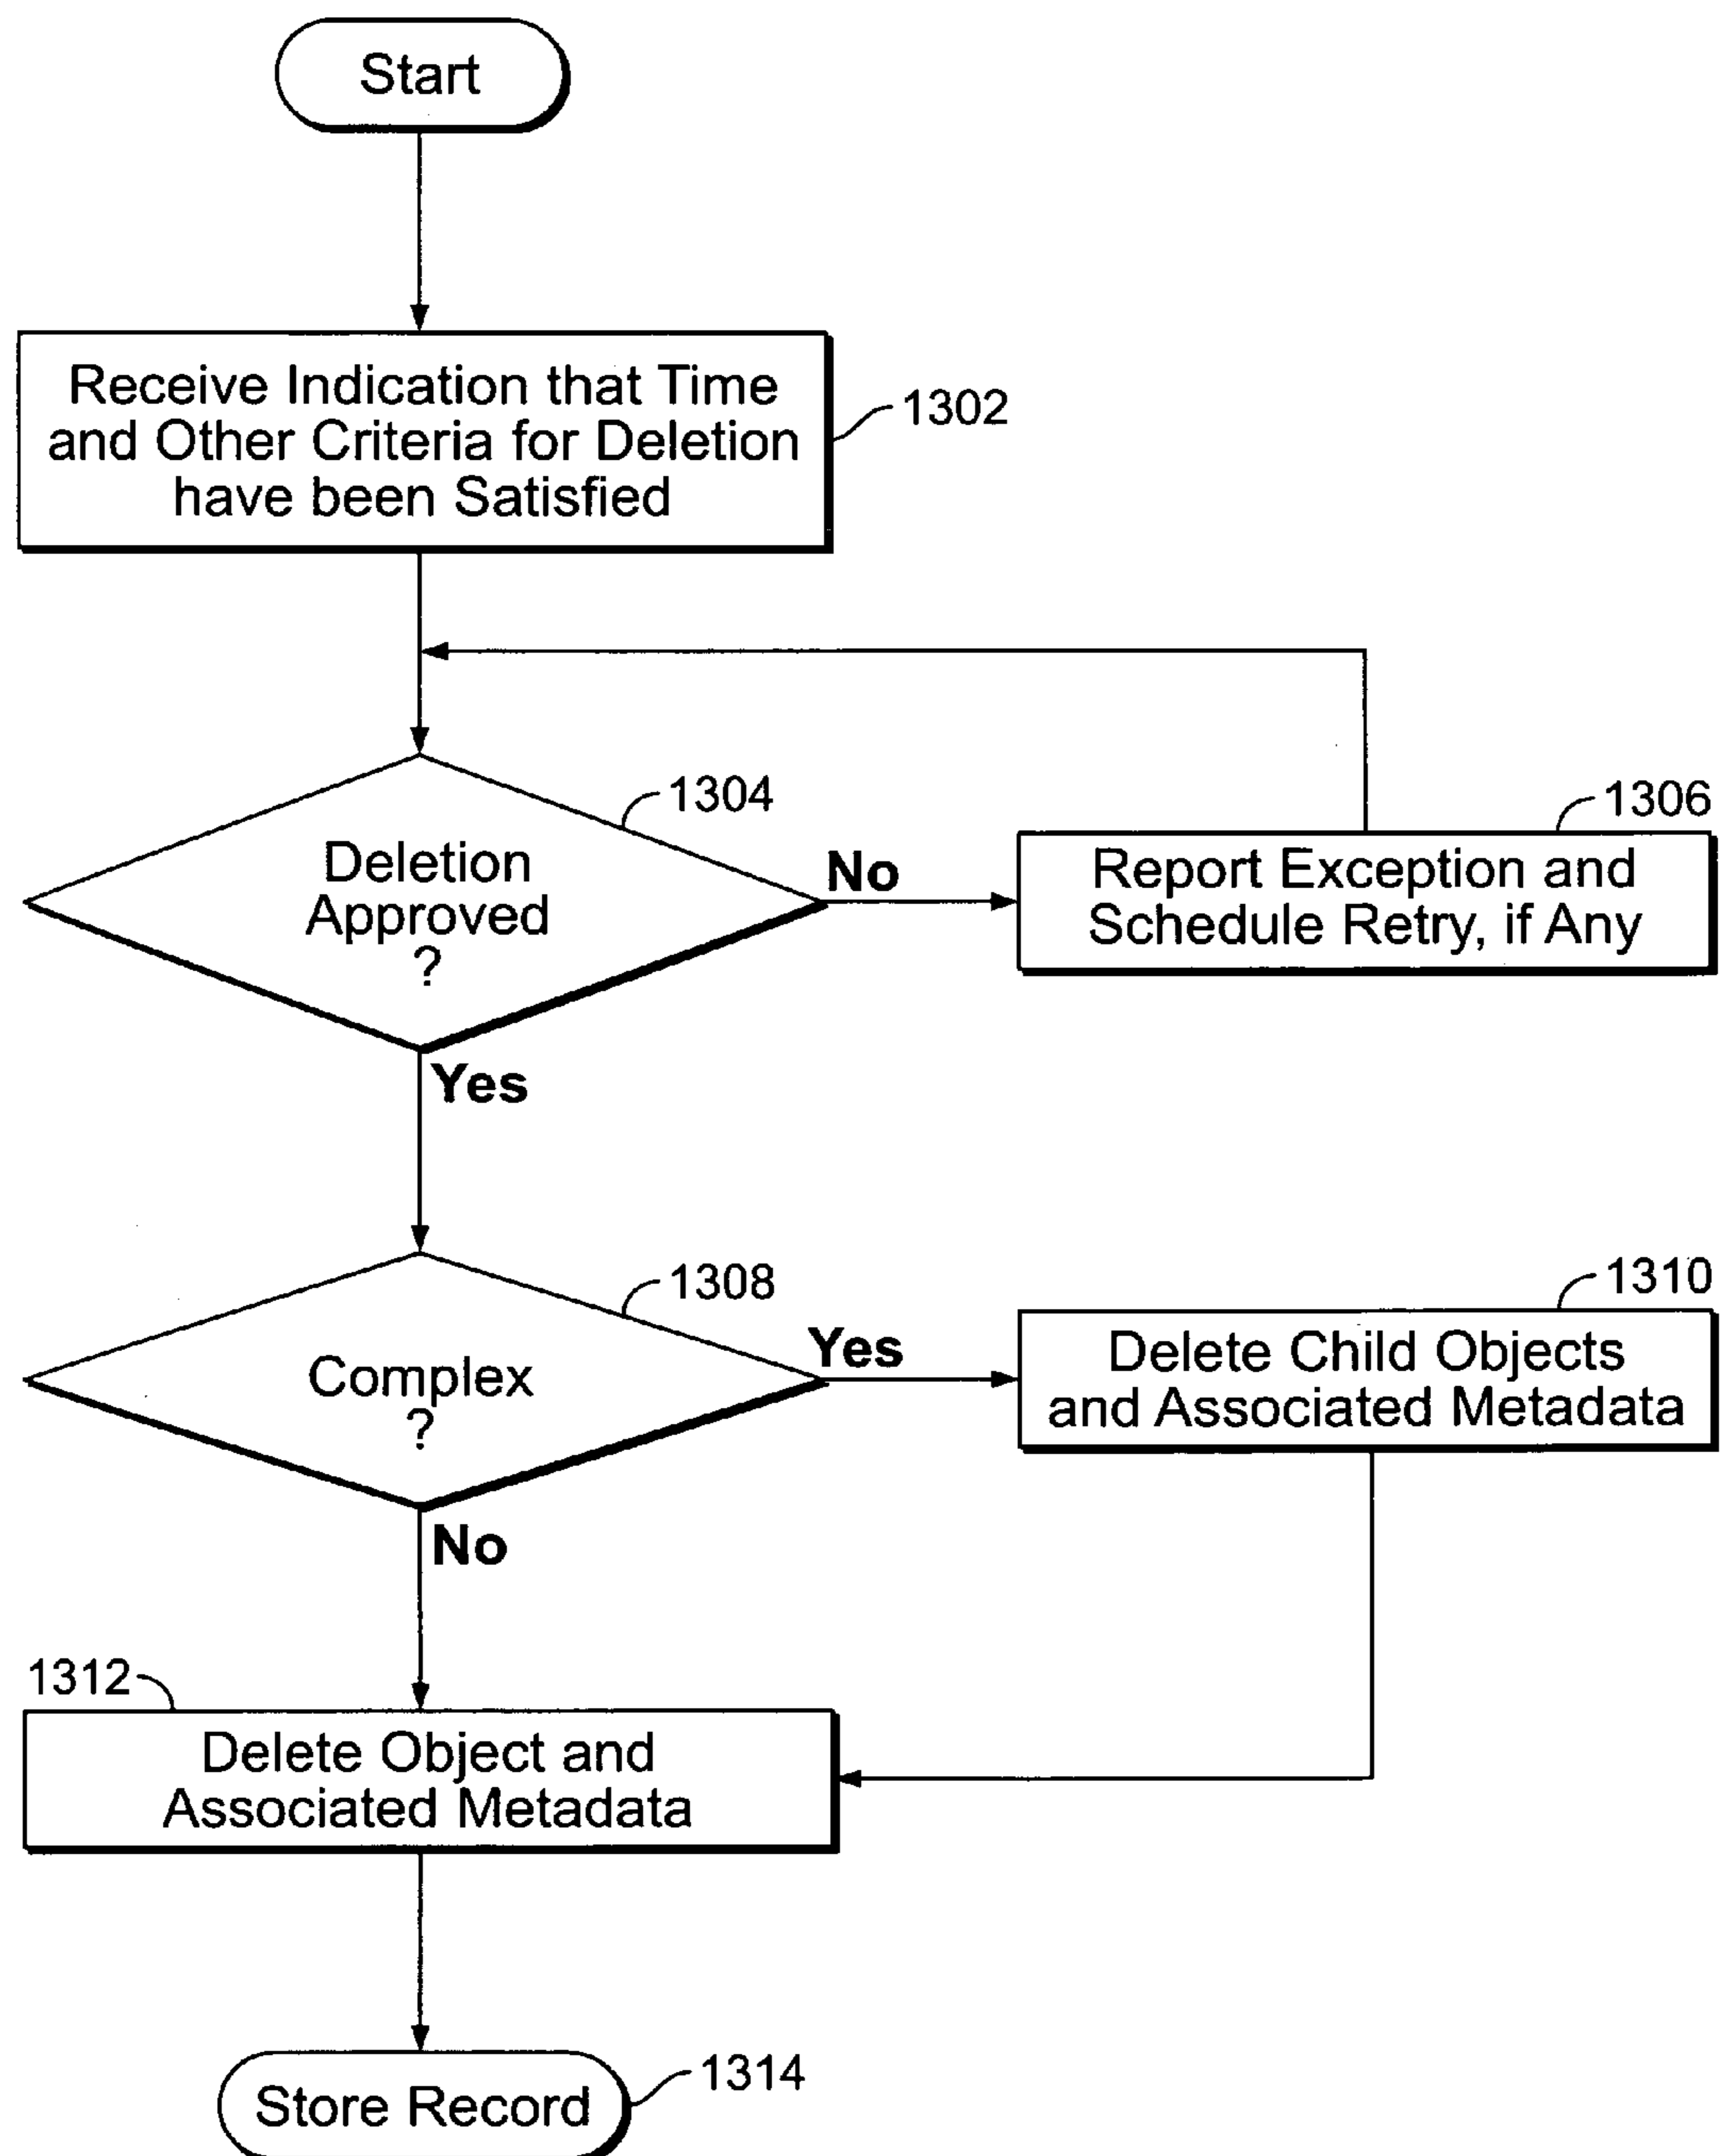 Start
Receive Indication that Time
and Other Criteria for Deletion
have been Satisfied
1302
1304
Deletion
Approved
?
No
1306
Report Exception and
Schedule Retry, if Any
Yes
1308
Complex
?
Yes
1310
Delete Child Objects
and Associated Metadata
No
1312
Delete Object and
Associated Metadata
Store Record
1314